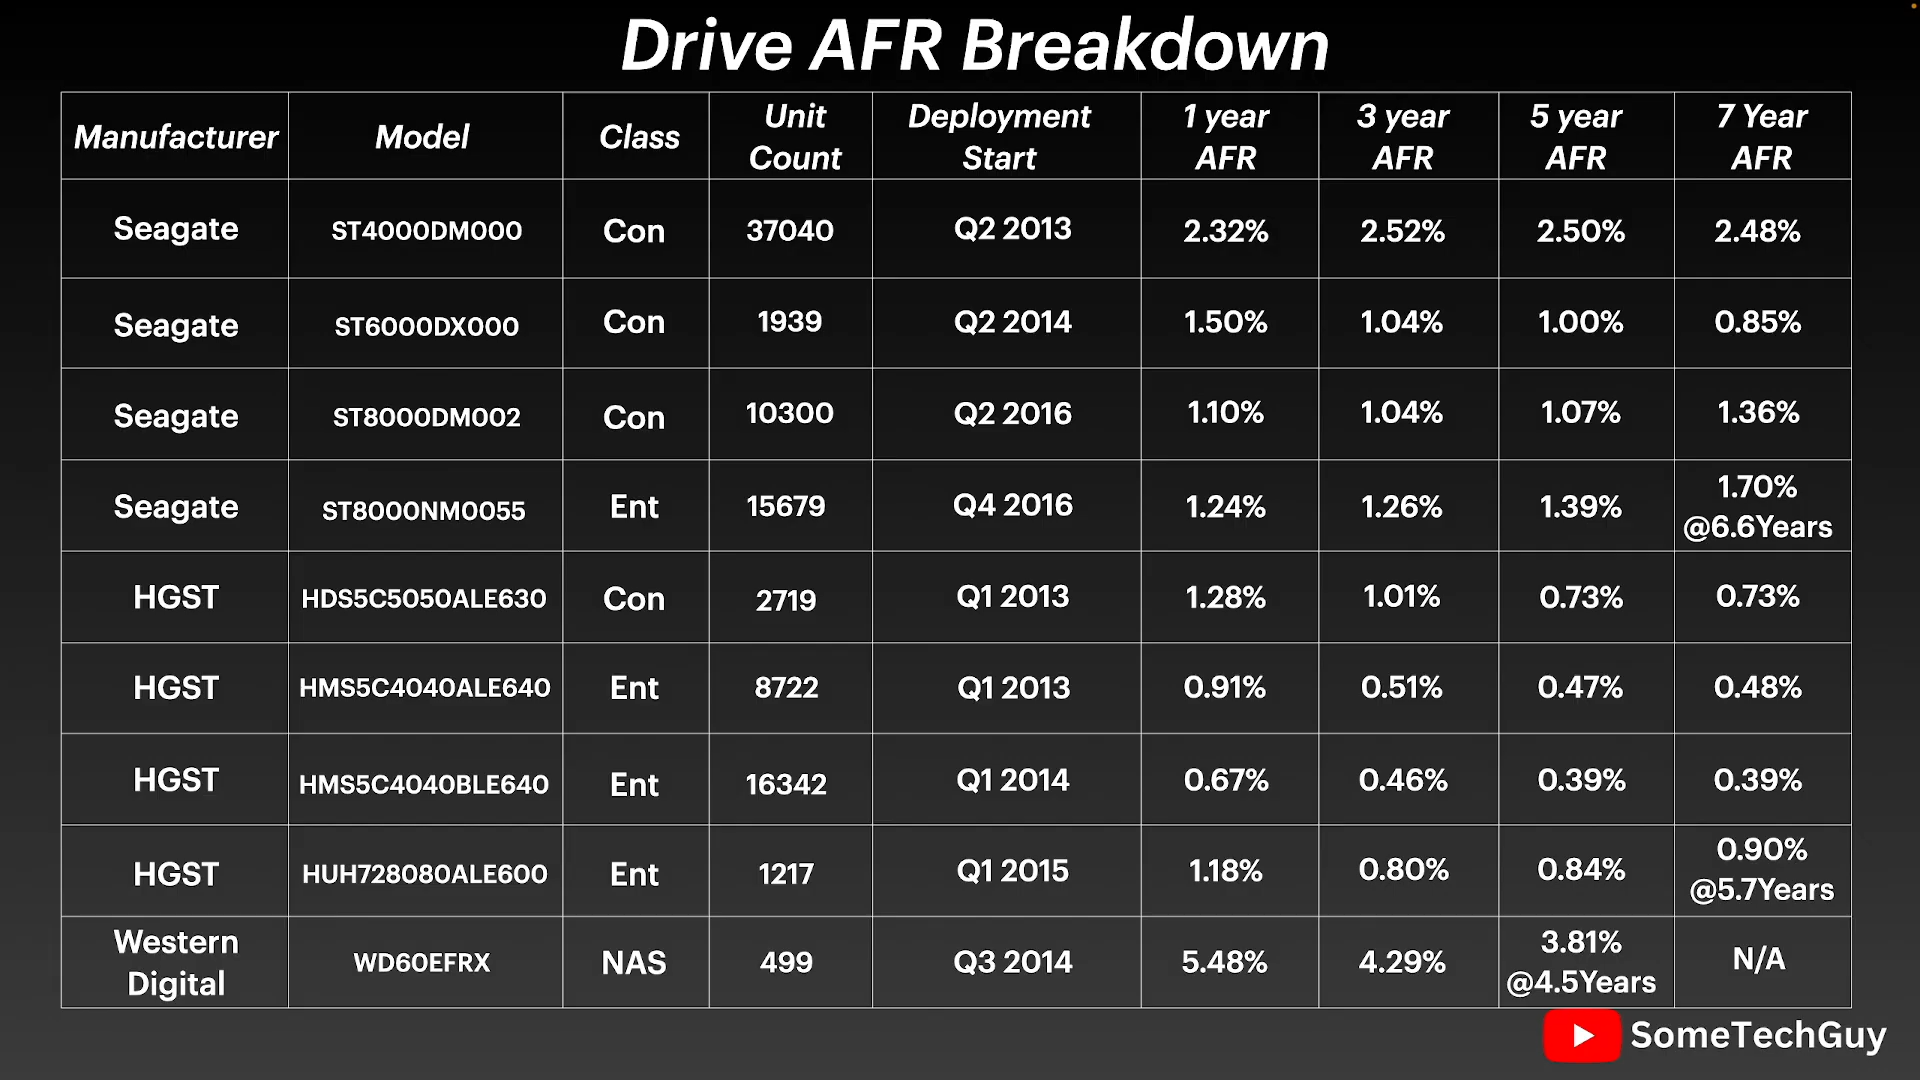 Drive AFR Breakdown
Manufacturer Model Class Unit Count Deployment Start 1 year AFR 3 year AFR 5 year AFR 7 Year AFR
Seagate ST4000DM000 Con 37040 Q2 2013 2.32% 2.52% 2.50% 2.48%
Seagate ST6000DX000 Con 1939 Q2 2014 1.50% 1.04% 1.00% 0.85%
Seagate ST8000DM002 Con 10300 Q2 2016 1.10% 1.04% 1.07% 1.36%
Seagate ST8000NM0055 Ent 15679 Q4 2016 1.24% 1.26% 1.39% 1.70% @6.6Years
HGST HDS5C5050ALE630 Con 2719 Q1 2013 1.28% 1.01% 0.73% 0.73%
HGST HMS5C4040ALE640 Ent 8722 Q1 2013 0.91% 0.51% 0.47% 0.48%
HGST HMS5C4040BLE640 Ent 16342 Q1 2014 0.67% 0.46% 0.39% 0.39%
HGST HUH728080ALE600 Ent 1217 Q1 2015 1.18% 0.80% 0.84% 0.90% @5.7Years
Western Digital WD60EFRX NAS 499 Q3 2014 5.48% 4.29% 3.81% @4.5Years N/A
SomeTechGuy